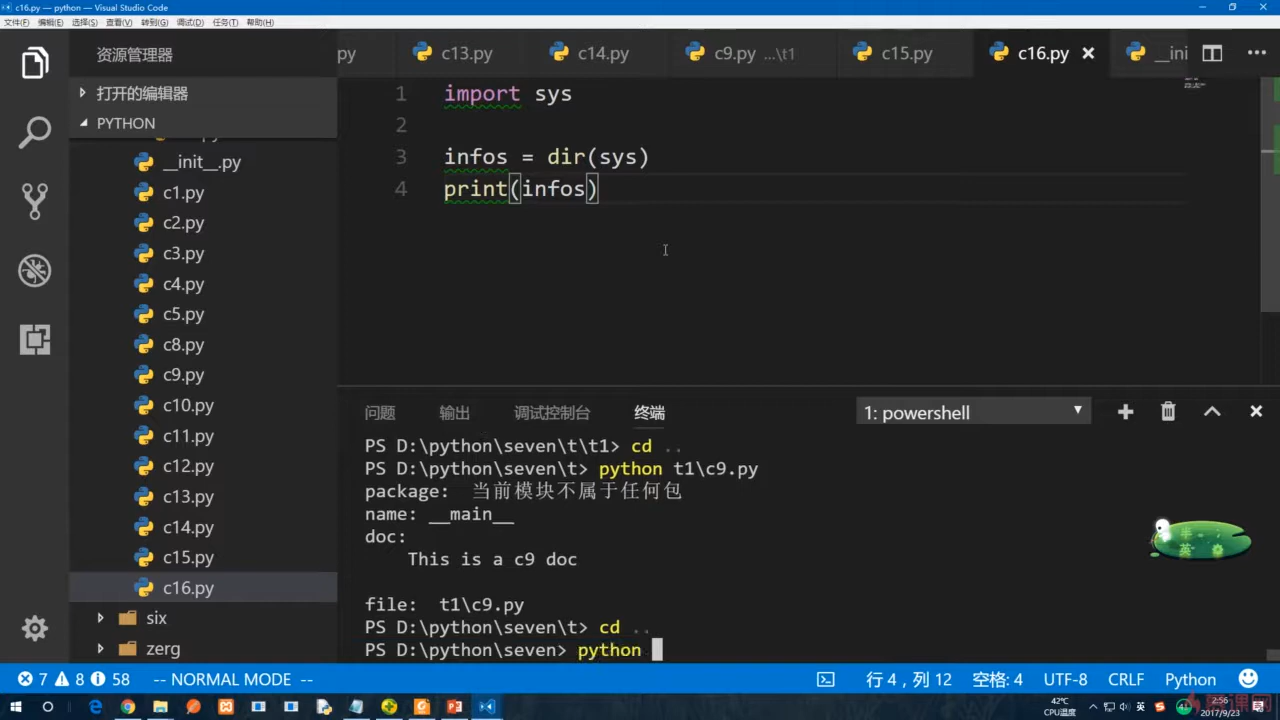 c16.py — python — Visual Studio Code
文件(F) 编辑(E) 选择(S) 查看(V) 转到(G) 调试(D) 任务(T) 帮助(H)
资源管理器
py c13.py c14.py c9.py ...\t1 c15.py c16.py __ini
打开的编辑器
PYTHON
__init__.py
c1.py
c2.py
c3.py
c4.py
c5.py
c8.py
c9.py
c10.py
c11.py
c12.py
c13.py
c14.py
c15.py
c16.py
six
zerg
1 import sys
2
3 infos = dir(sys)
4 print(infos)
问题 输出 调试控制台 终端 1: powershell
PS D:\python\seven\t\t1> cd ..
PS D:\python\seven\t> python t1\c9.py
package: 当前模块不属于任何包
name: __main__
doc:
This is a c9 doc
file: t1\c9.py
PS D:\python\seven\t> cd ..
PS D:\python\seven> python
英
7 8 58 -- NORMAL MODE -- 行 4，列 12 空格: 4 UTF-8 CRLF Python
42℃
CPU温度
英
2:56
2017/9/23